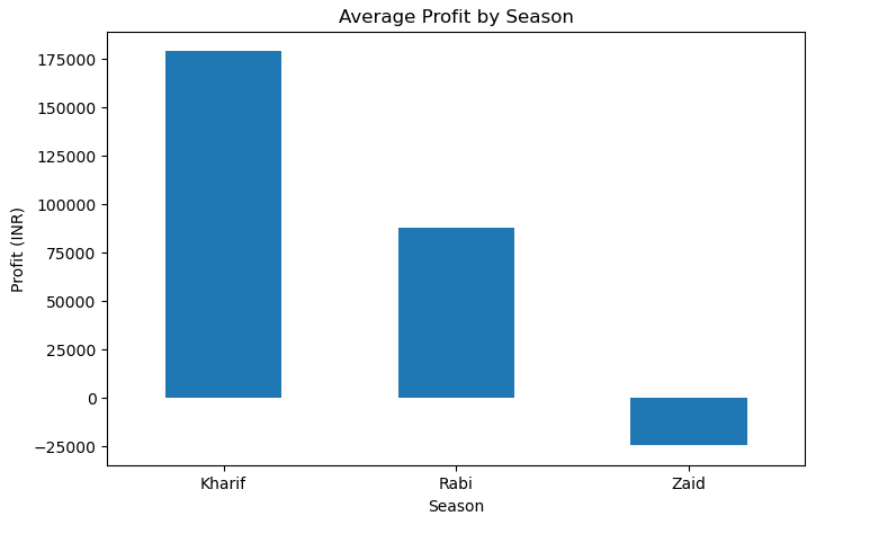 Average Profit by Season
Profit (INR)
175000
150000
125000
100000
75000
50000
25000
0
−25000
Kharif
Rabi
Zaid
Season